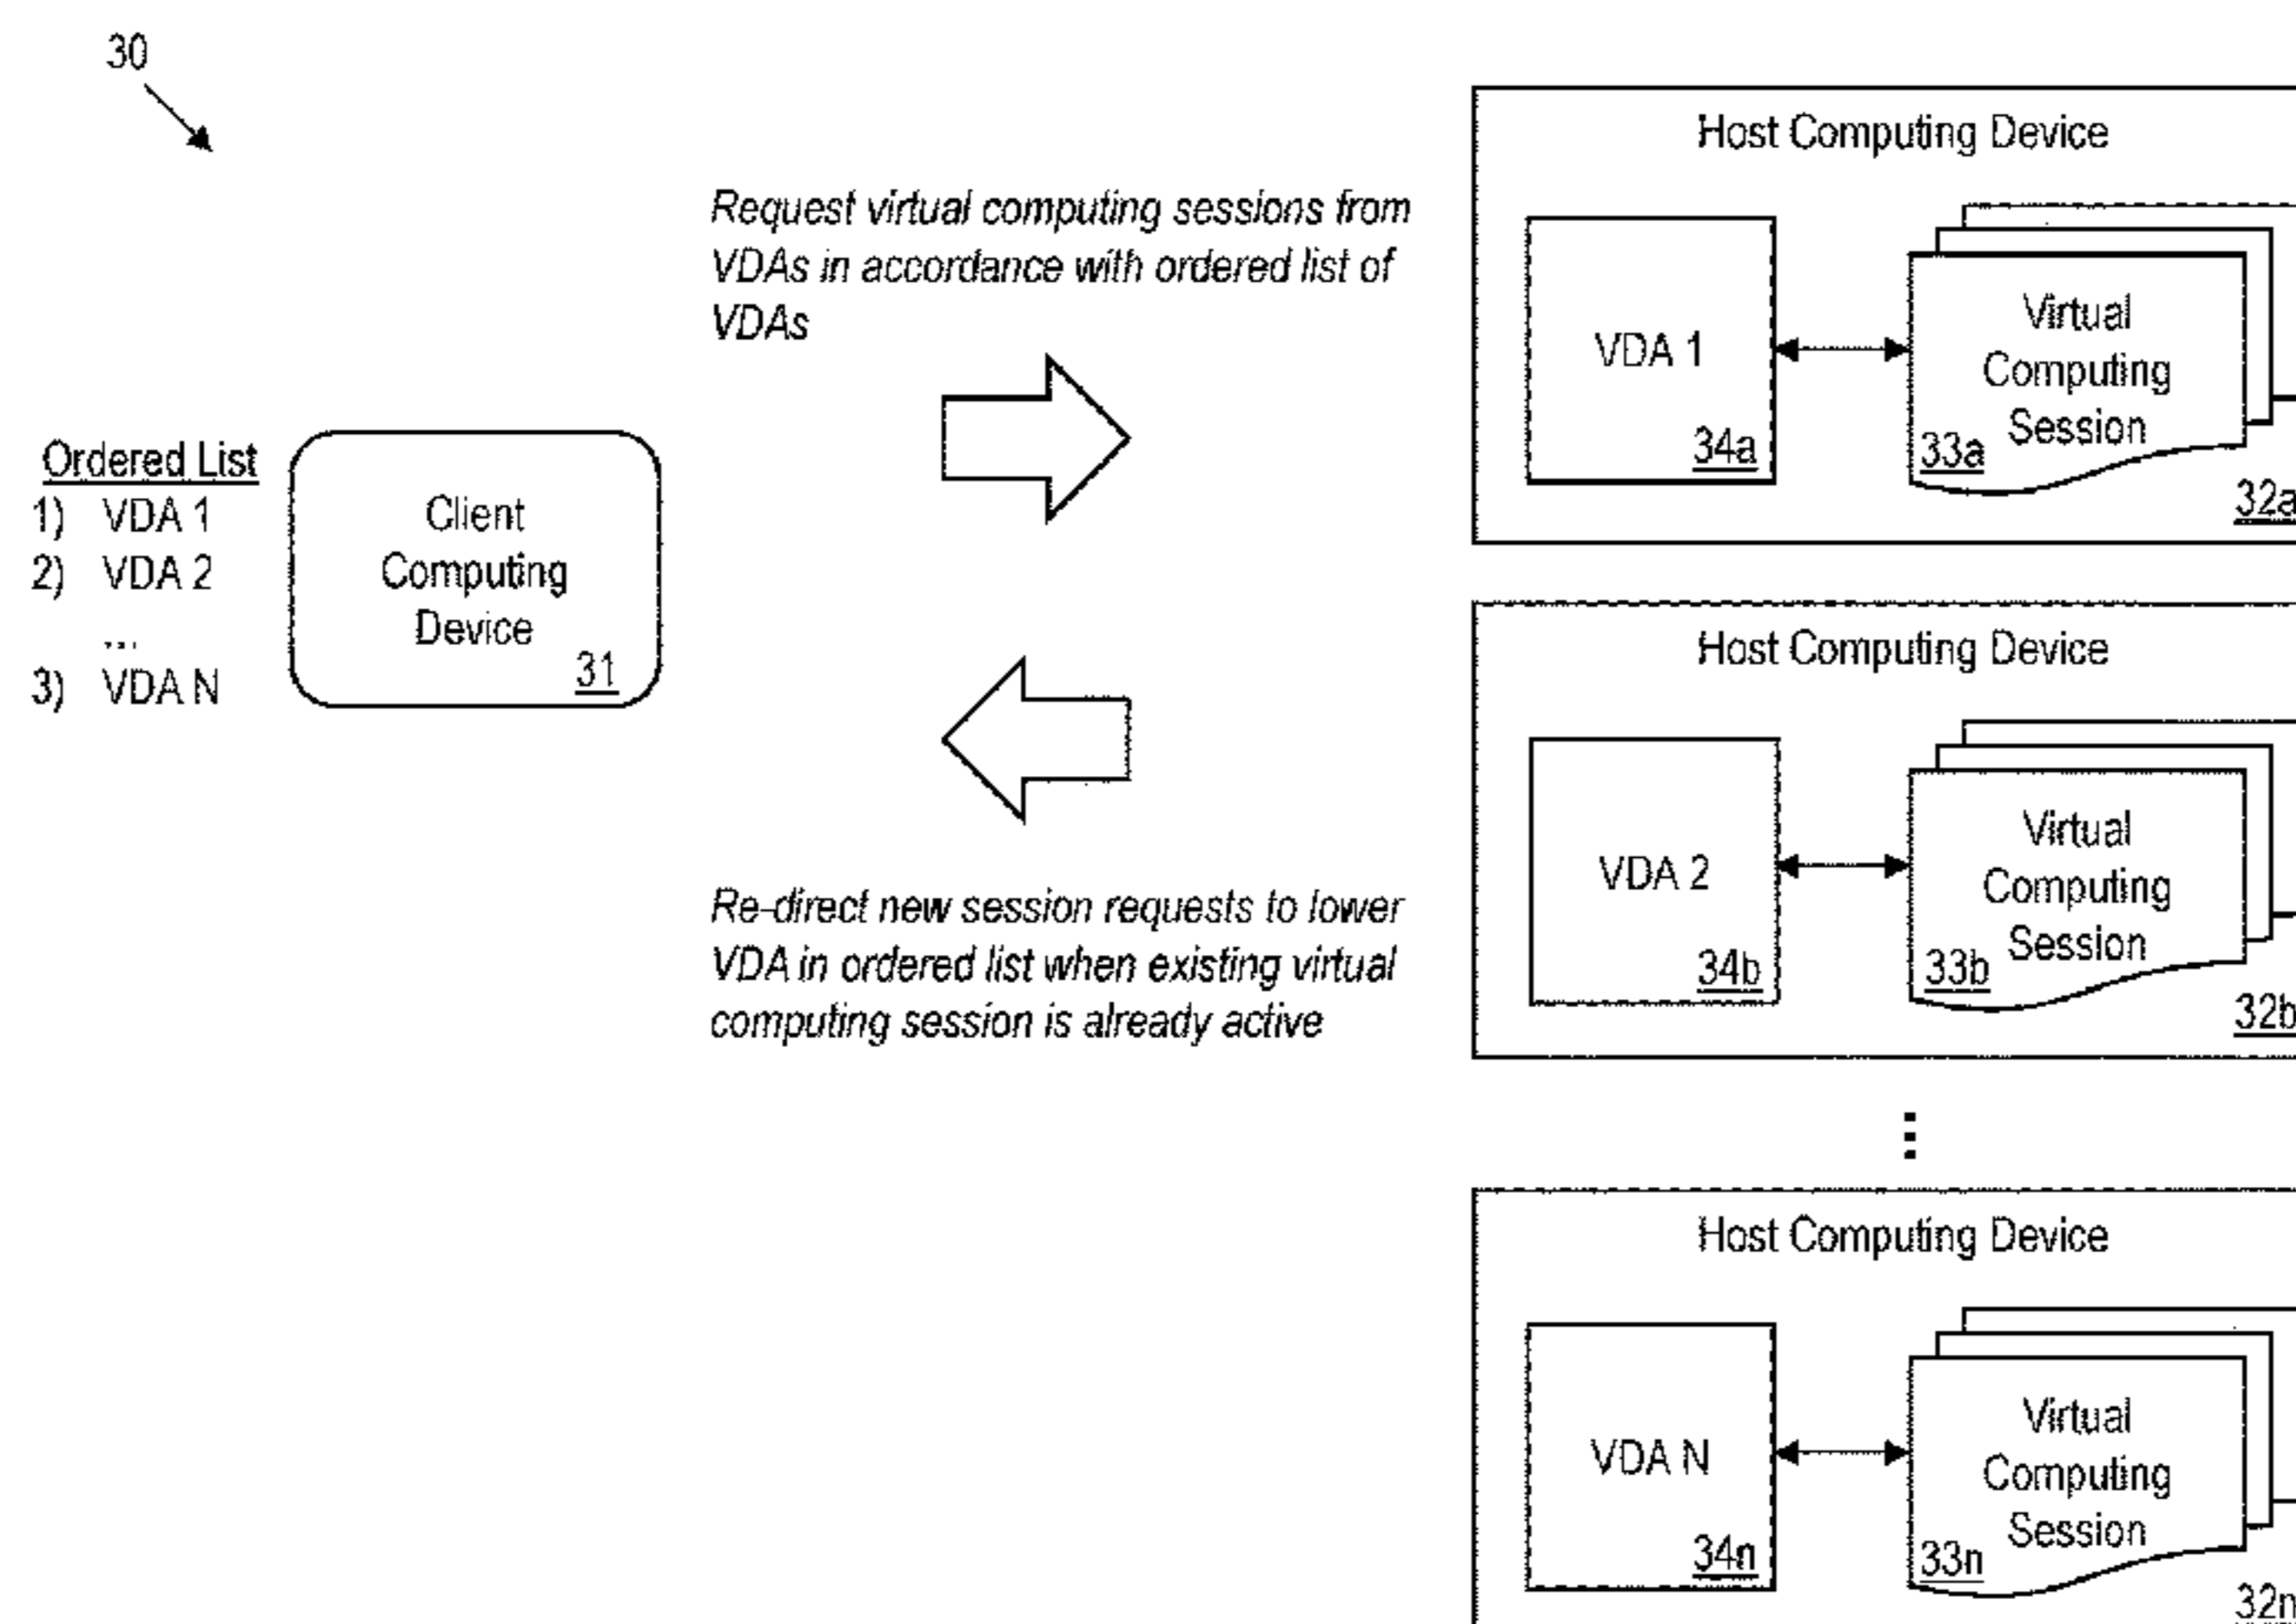 30
Ordered List
1) VDA 1
2) VDA 2
...
3) VDA N
Client
Computing
Device
31
Request virtual computing sessions from
VDAs in accordance with ordered list of
VDAs
Re-direct new session requests to lower
VDA in ordered list when existing virtual
computing session is already active
Host Computing Device
VDA 1
34a
Virtual
Computing
Session
33a
32a
Host Computing Device
VDA 2
34b
Virtual
Computing
Session
33b
32b
Host Computing Device
VDA N
34n
Virtual
Computing
Session
33n
32n